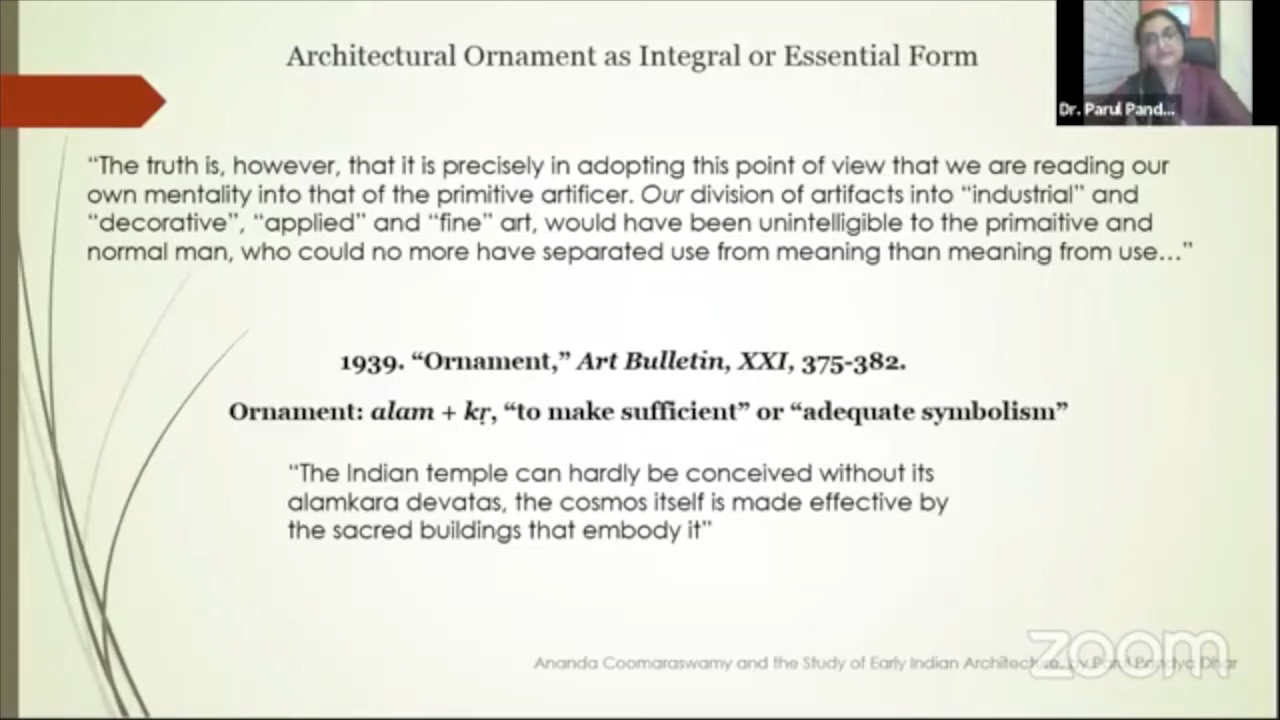 Architectural Ornament as Integral or Essential Form
Dr. Parul Pand...
“The truth is, however, that it is precisely in adopting this point of view that we are reading our
own mentality into that of the primitive artificer. Our division of artifacts into “industrial” and
“decorative”, “applied” and “fine” art, would have been unintelligible to the primaitive and
normal man, who could no more have separated use from meaning than meaning from use…”
1939. “Ornament,” Art Bulletin, XXI, 375-382.
Ornament: alam + kṛ, “to make sufficient” or “adequate symbolism”
“The Indian temple can hardly be conceived without its
alamkara devatas, the cosmos itself is made effective by
the sacred buildings that embody it”
Ananda Coomaraswamy and the Study of Early Indian Architecture, by Parul Pandya Dhar
zoom